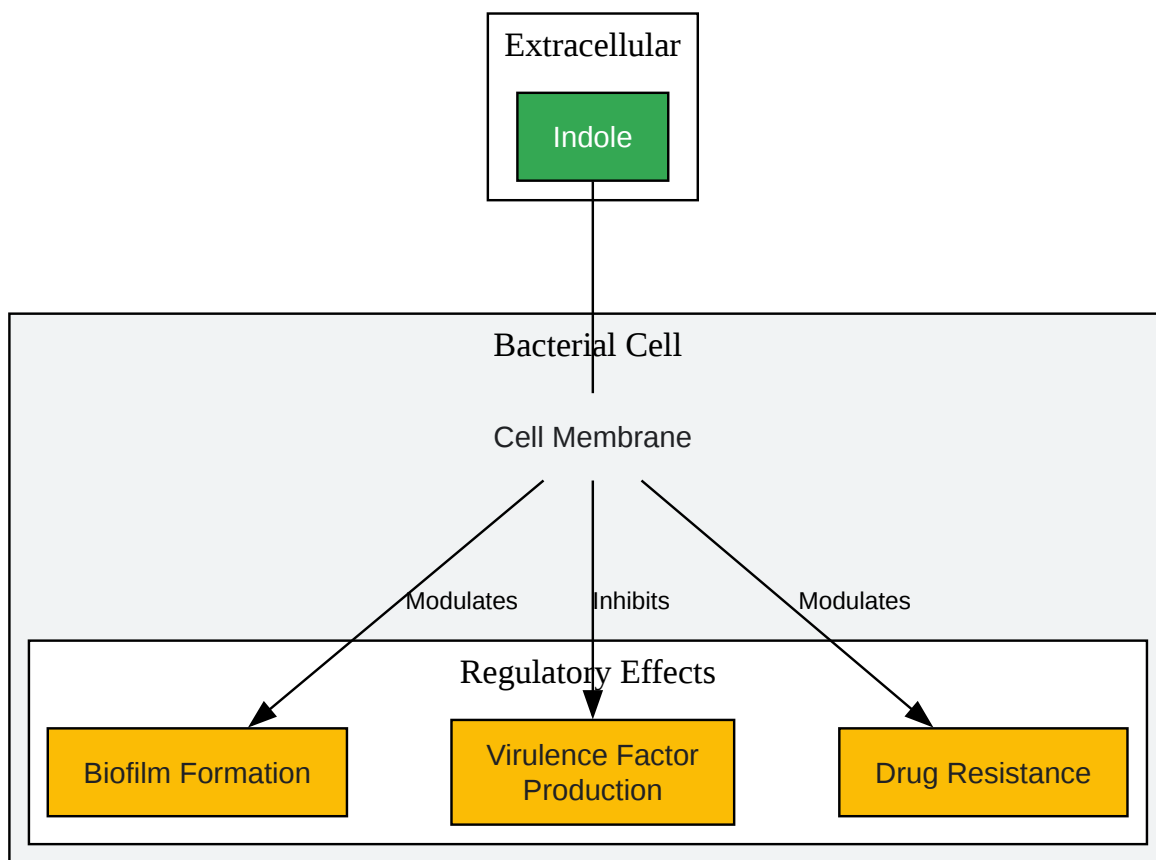 Extracellular
Indole
Bacterial Cell
Cell Membrane
Modulates
Inhibits
Modulates
Regulatory Effects
Biofilm Formation
Virulence Factor
Production
Drug Resistance